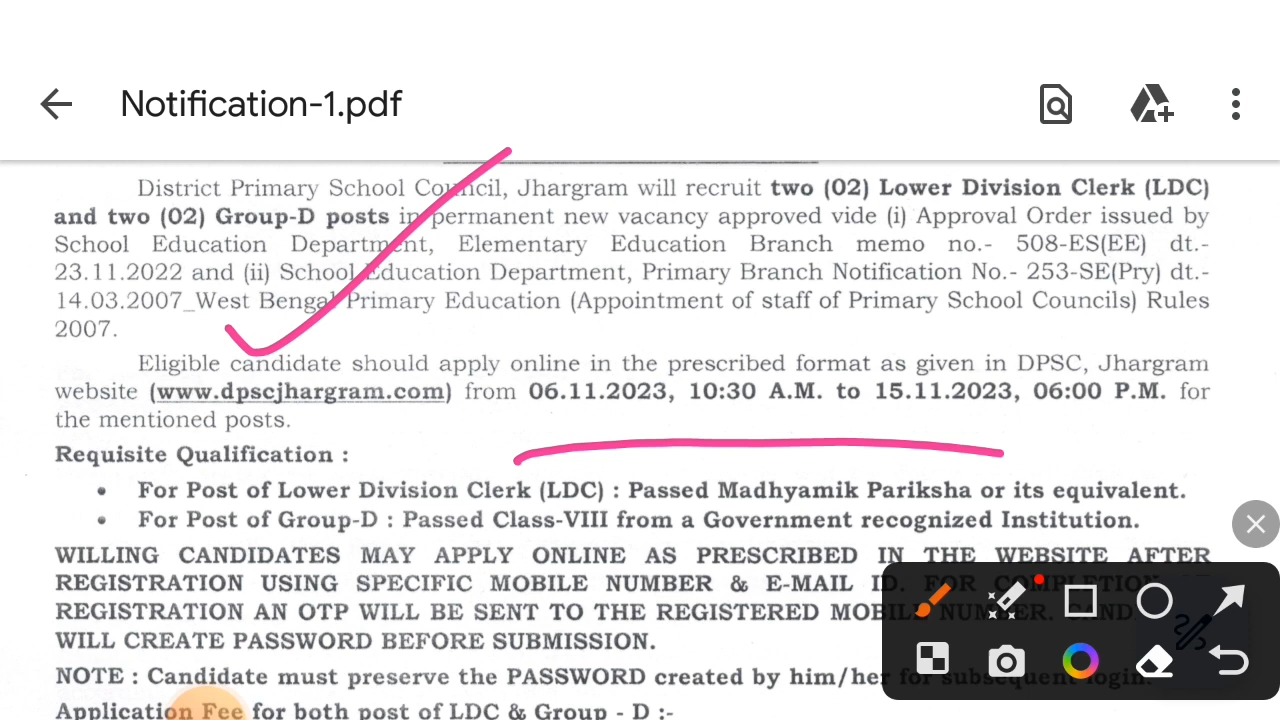 Notification-1.pdf
District Primary School Council, Jhargram will recruit two (02) Lower Division Clerk (LDC)
and two (02) Group-D posts in permanent new vacancy approved vide (i) Approval Order issued by
School Education Department, Elementary Education Branch memo no.- 508-ES(EE) dt.-
23.11.2022 and (ii) School Education Department, Primary Branch Notification No.- 253-SE(Pry) dt.-
14.03.2007_West Bengal Primary Education (Appointment of staff of Primary School Councils) Rules
2007.
Eligible candidate should apply online in the prescribed format as given in DPSC, Jhargram
website (www.dpscjhargram.com) from 06.11.2023, 10:30 A.M. to 15.11.2023, 06:00 P.M. for
the mentioned posts.
Requisite Qualification :
• For Post of Lower Division Clerk (LDC) : Passed Madhyamik Pariksha or its equivalent.
• For Post of Group-D : Passed Class-VIII from a Government recognized Institution.
WILLING CANDIDATES MAY APPLY ONLINE AS PRESCRIBED IN THE WEBSITE AFTER
REGISTRATION USING SPECIFIC MOBILE NUMBER & E-MAIL ID. FOR COMPLETION
REGISTRATION AN OTP WILL BE SENT TO THE REGISTERED MOBILE NUMBER.
WILL CREATE PASSWORD BEFORE SUBMISSION.
NOTE : Candidate must preserve the PASSWORD created by him/her for subsequent login.
Application Fee for both post of LDC & Group - D :-